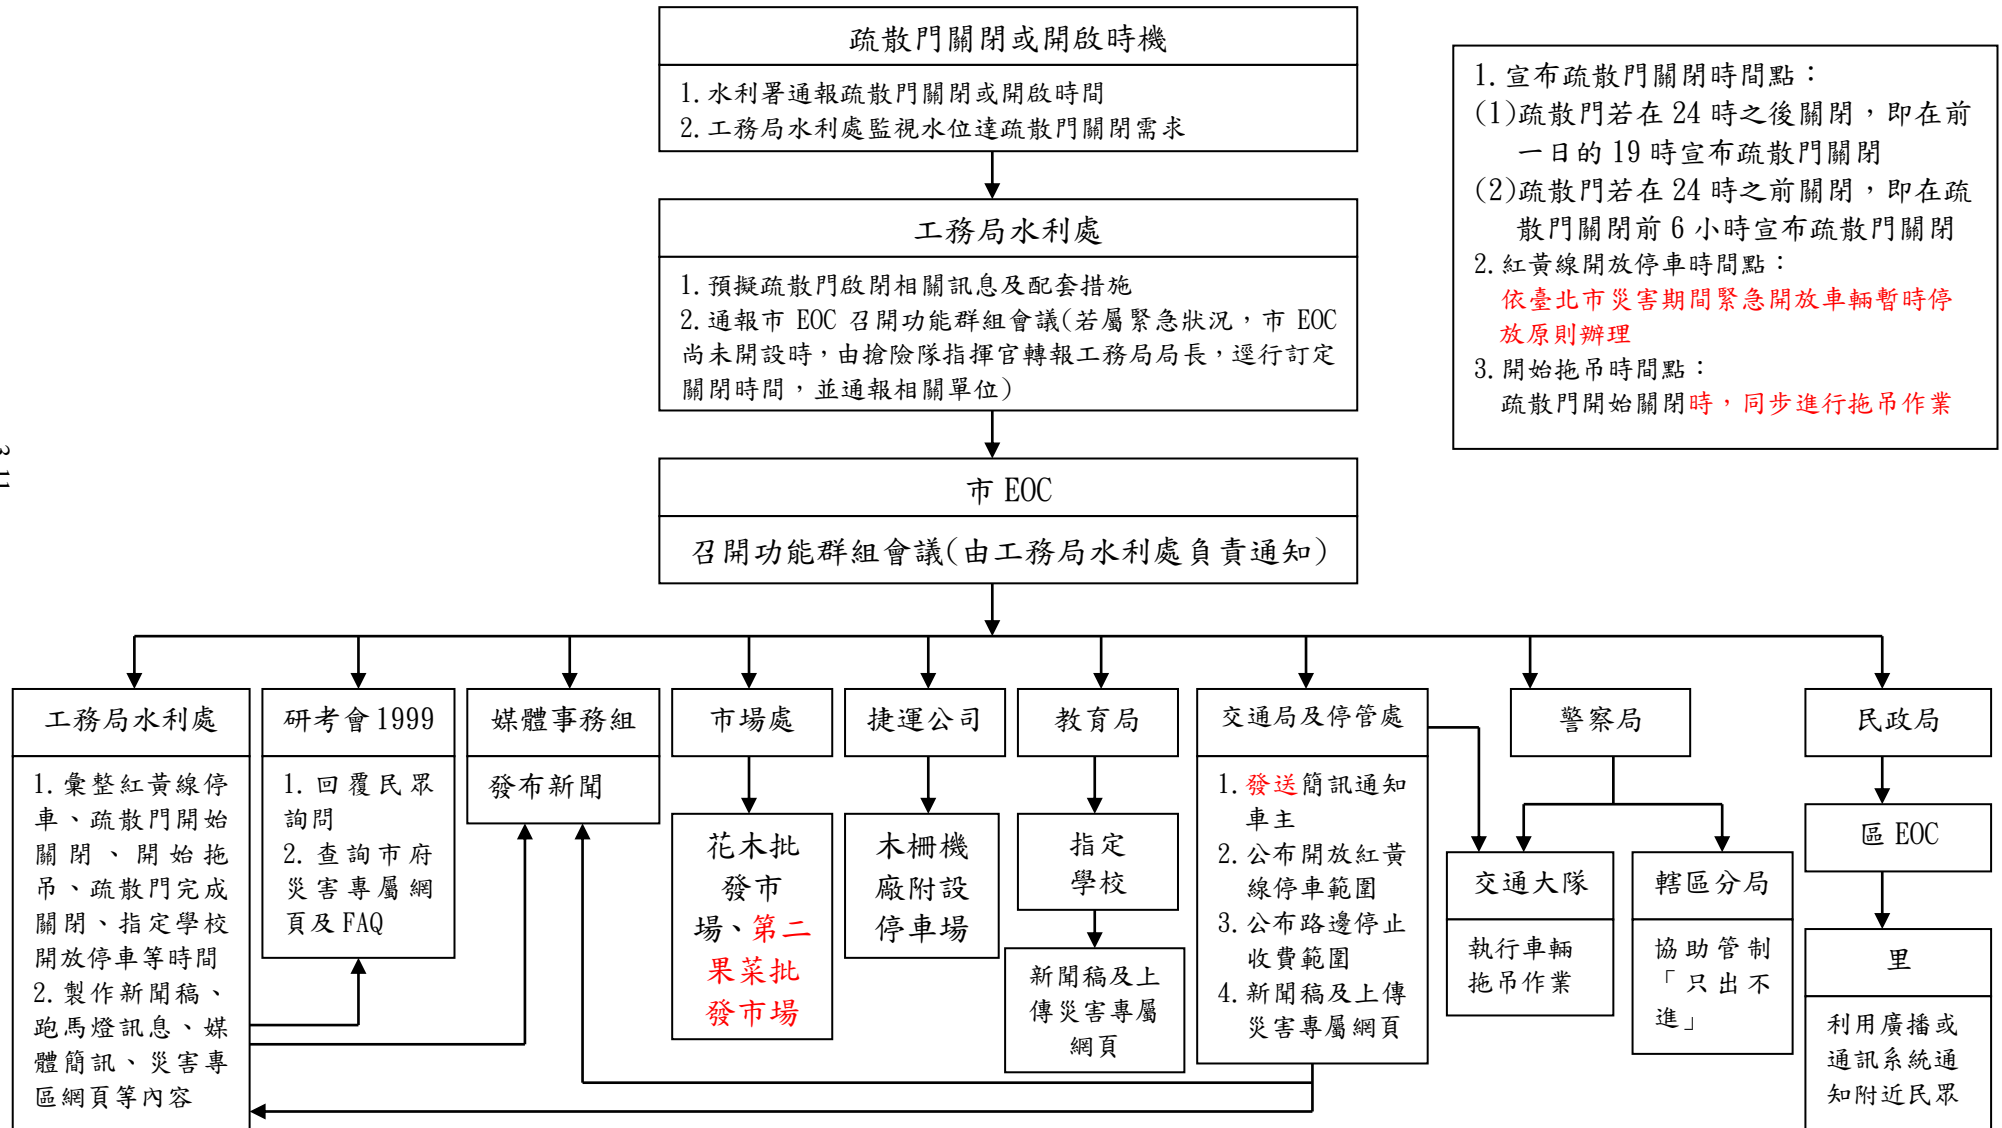 疏散門關閉或開啟時機
1.水利署通報疏散門關閉或開啟時間
2.工務局水利處監視水位達疏散門關閉需求
1.宣布疏散門關閉時間點：
(1)疏散門若在 24 時之後關閉，即在前
一日的 19 時宣布疏散門關閉
(2)疏散門若在 24 時之前關閉，即在疏
散門關閉前 6 小時宣布疏散門關閉
2.紅黃線開放停車時間點：
依臺北市災害期間緊急開放車輛暫時停
放原則辦理
3.開始拖吊時間點：
疏散門開始關閉時，同步進行拖吊作業
工務局水利處
1.預擬疏散門啟閉相關訊息及配套措施
2.通報市 EOC 召開功能群組會議(若屬緊急狀況，市 EOC
尚未開設時，由搶險隊指揮官轉報工務局局長，逕行訂定
關閉時間，並通報相關單位)
市 EOC
召開功能群組會議(由工務局水利處負責通知)
工務局水利處
1.彙整紅黃線停
車、疏散門開始
關閉、開始拖
吊、疏散門完成
關閉、指定學校
開放停車等時間
2.製作新聞稿、
跑馬燈訊息、媒
體簡訊、災害專
區網頁等內容
研考會 1999
1.回覆民眾
詢問
2.查詢市府
災害專屬網
頁及 FAQ
媒體事務組
發布新聞
市場處
花木批
發市
場、第二
果菜批
發市場
捷運公司
木柵機
廠附設
停車場
教育局
指定
學校
新聞稿及上
傳災害專屬
網頁
交通局及停管處
1.發送簡訊通知
車主
2.公布開放紅黃
線停車範圍
3.公布路邊停止
收費範圍
4.新聞稿及上傳
災害專屬網頁
警察局
交通大隊
執行車輛
拖吊作業
轄區分局
協助管制
「只出不
進」
民政局
區 EOC
里
利用廣播或
通訊系統通
知附近民眾